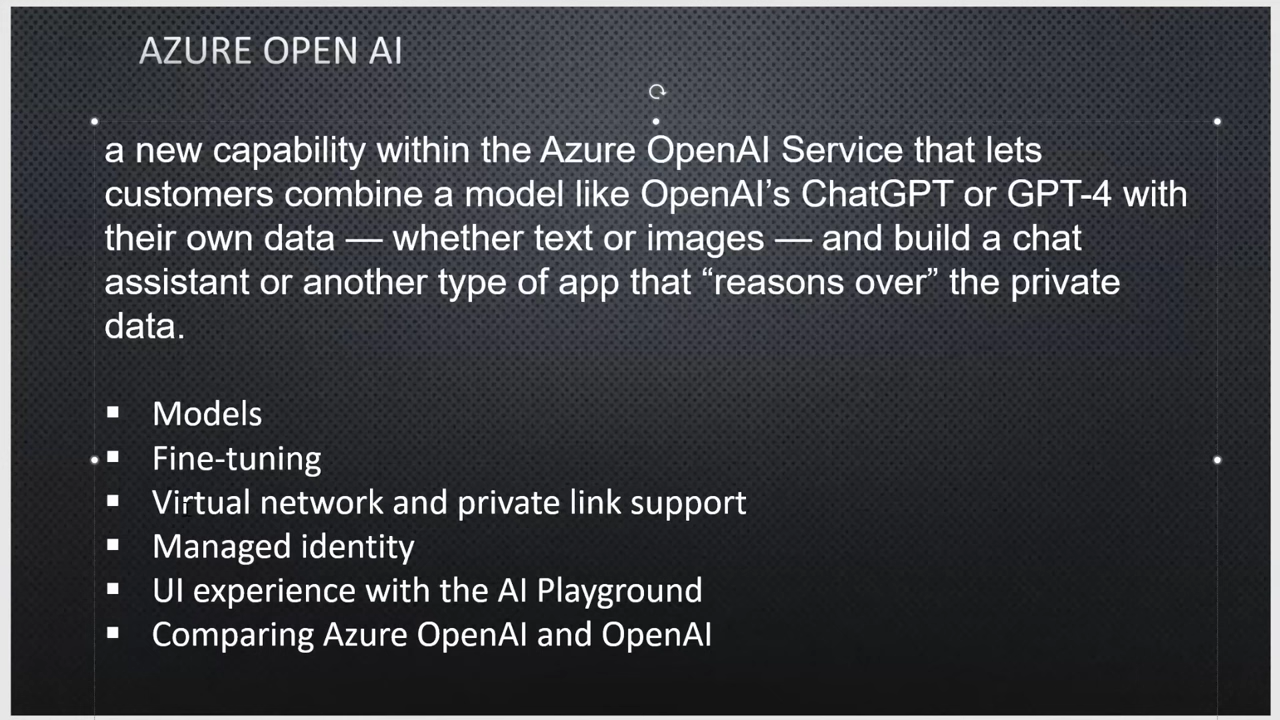 AZURE OPEN AI
a new capability within the Azure OpenAI Service that lets
customers combine a model like OpenAI’s ChatGPT or GPT-4 with
their own data — whether text or images — and build a chat
assistant or another type of app that “reasons over” the private
data.
▪ Models
▪ Fine-tuning
▪ Virtual network and private link support
▪ Managed identity
▪ UI experience with the AI Playground
▪ Comparing Azure OpenAI and OpenAI